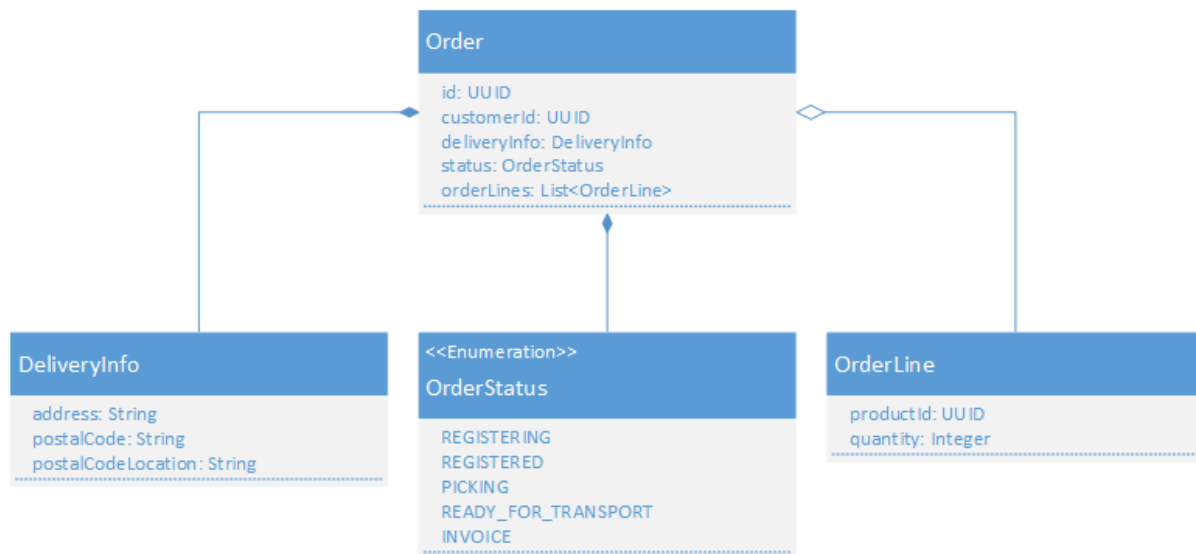 Order
id: UUID
customerId: UUID
deliveryInfo: DeliveryInfo
status: OrderStatus
orderLines: List<OrderLine>
DeliveryInfo
address: String
postalCode: String
postalCodeLocation: String
<<Enumeration>>
OrderStatus
REGISTERING
REGISTERED
PICKING
READY_FOR_TRANSPORT
INVOICE
OrderLine
productId: UUID
quantity: Integer